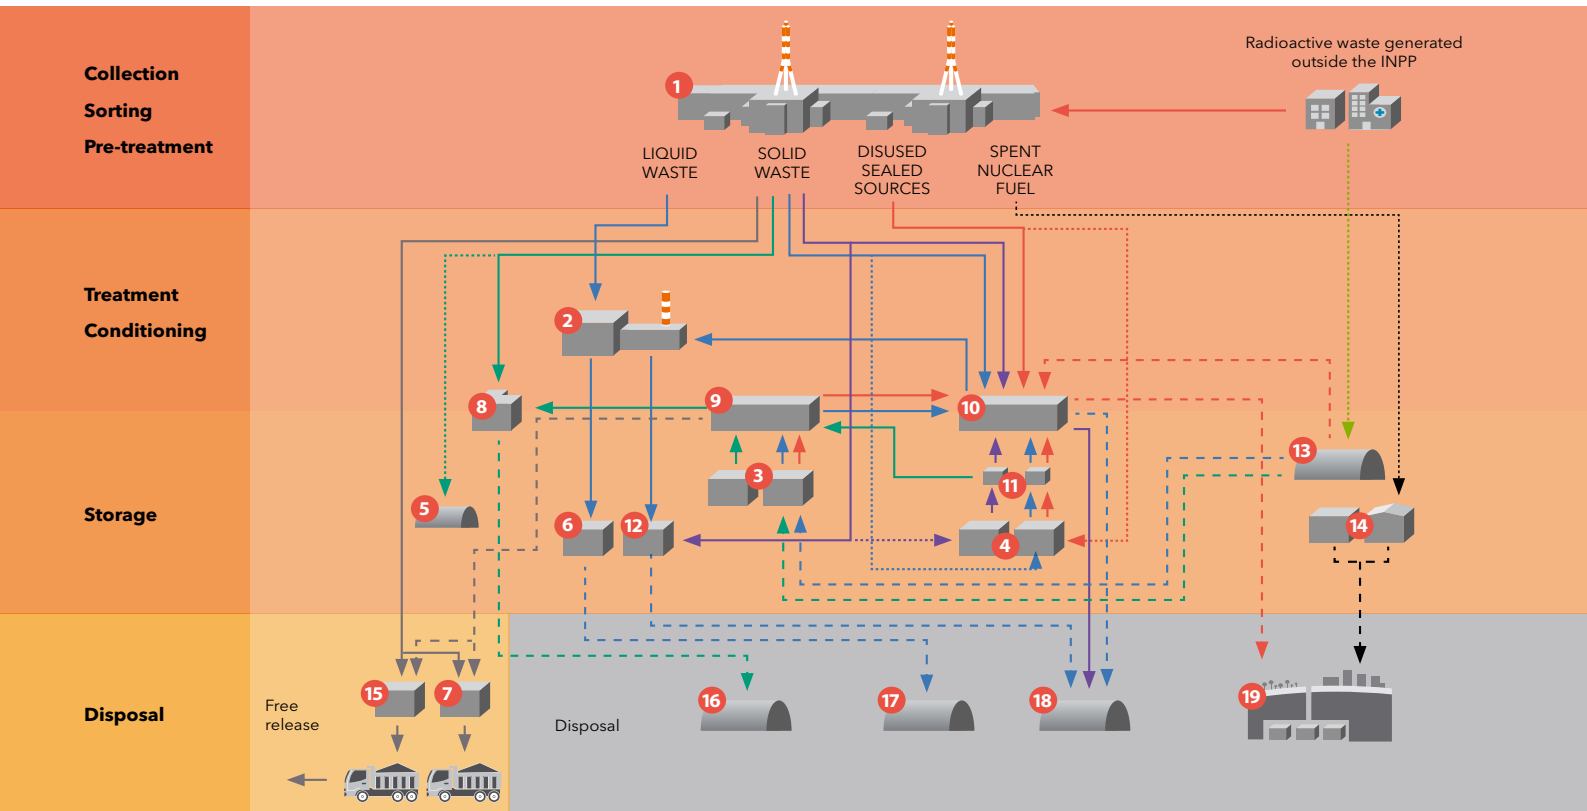 Collection
Sorting
Pre-treatment
Radioactive waste generated
outside the INPP
1
LIQUID
WASTE
SOLID
WASTE
DISUSED
SEALED
SOURCES
SPENT
NUCLEAR
FUEL
Treatment
Conditioning
2
8
9
10
Storage
13
3
11
5
6
12
4
14
Disposal
Free
release
15
7
Disposal
16
17
18
19